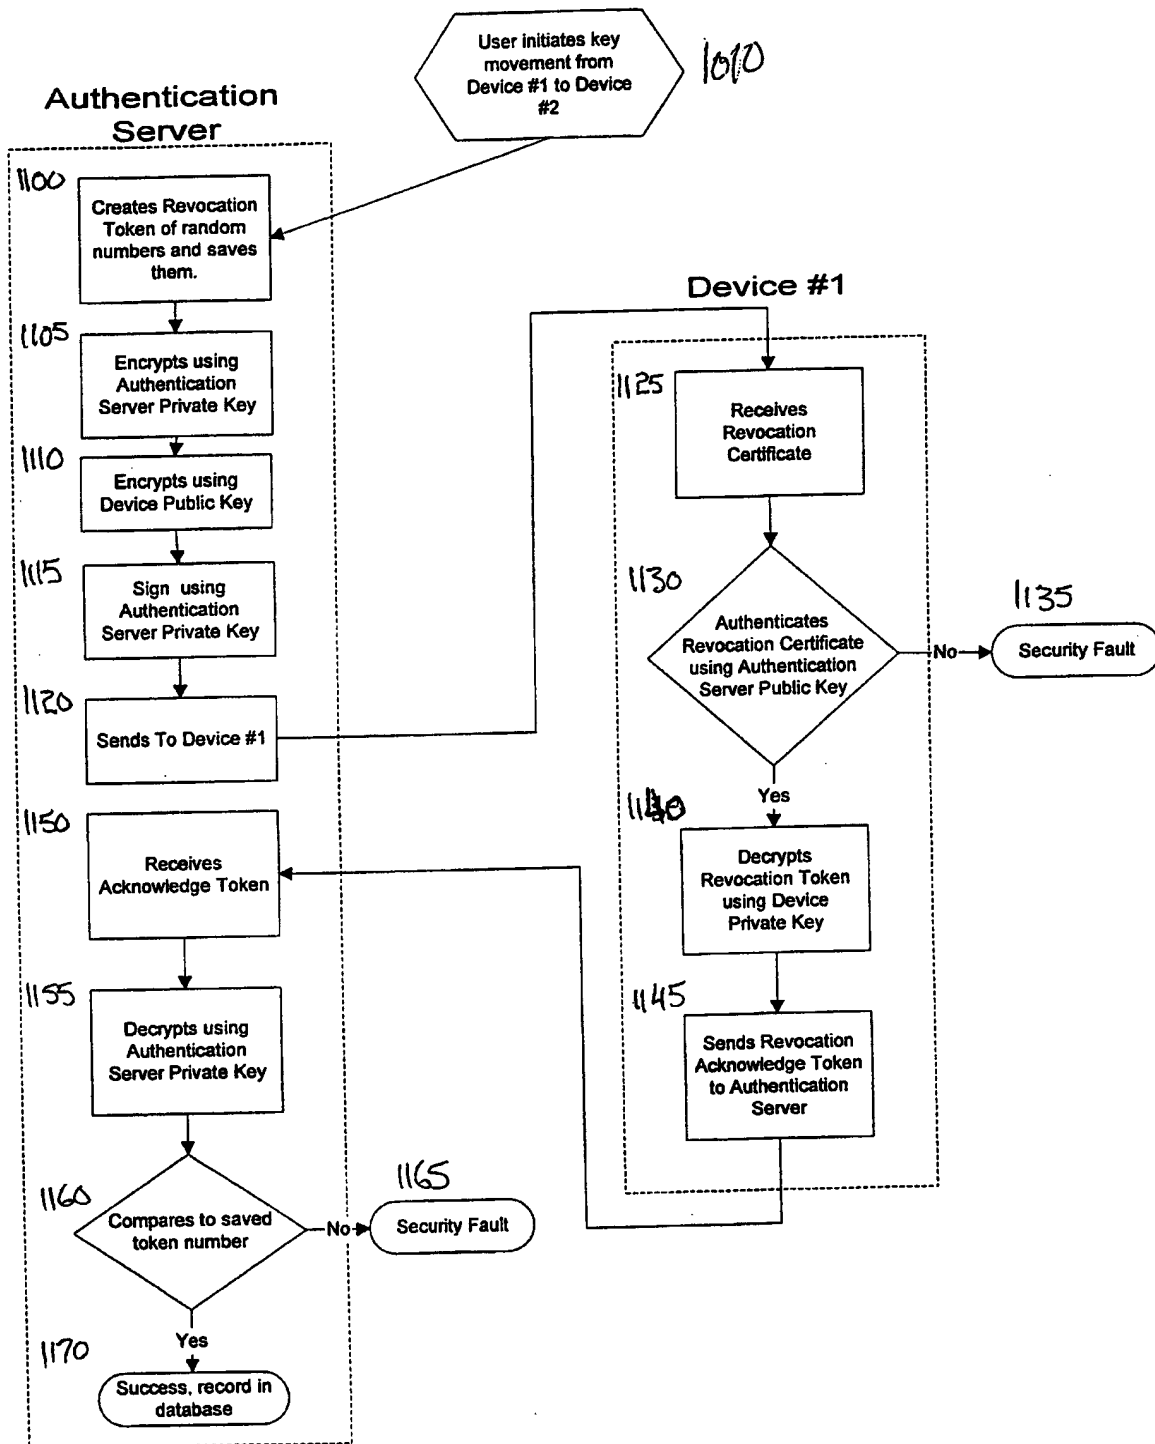 User initiates key
movement from
Device #1 to Device
#2
1010
Authentication
Server
1100
Creates Revocation
Token of random
numbers and saves
them.
1105
Encrypts using
Authentication
Server Private Key
1110
Encrypts using
Device Public Key
1115
Sign using
Authentication
Server Private Key
1120
Sends To Device #1
Device #1
1125
Receives
Revocation
Certificate
1130
Authenticates
Revocation Certificate
using Authentication
Server Public Key
No
1135
Security Fault
Yes
1140
Decrypts
Revocation Token
using Device
Private Key
1145
Sends Revocation
Acknowledge Token
to Authentication
Server
1150
Receives
Acknowledge Token
1155
Decrypts using
Authentication
Server Private Key
1160
Compares to saved
token number
No
1165
Security Fault
Yes
1170
Success, record in
database